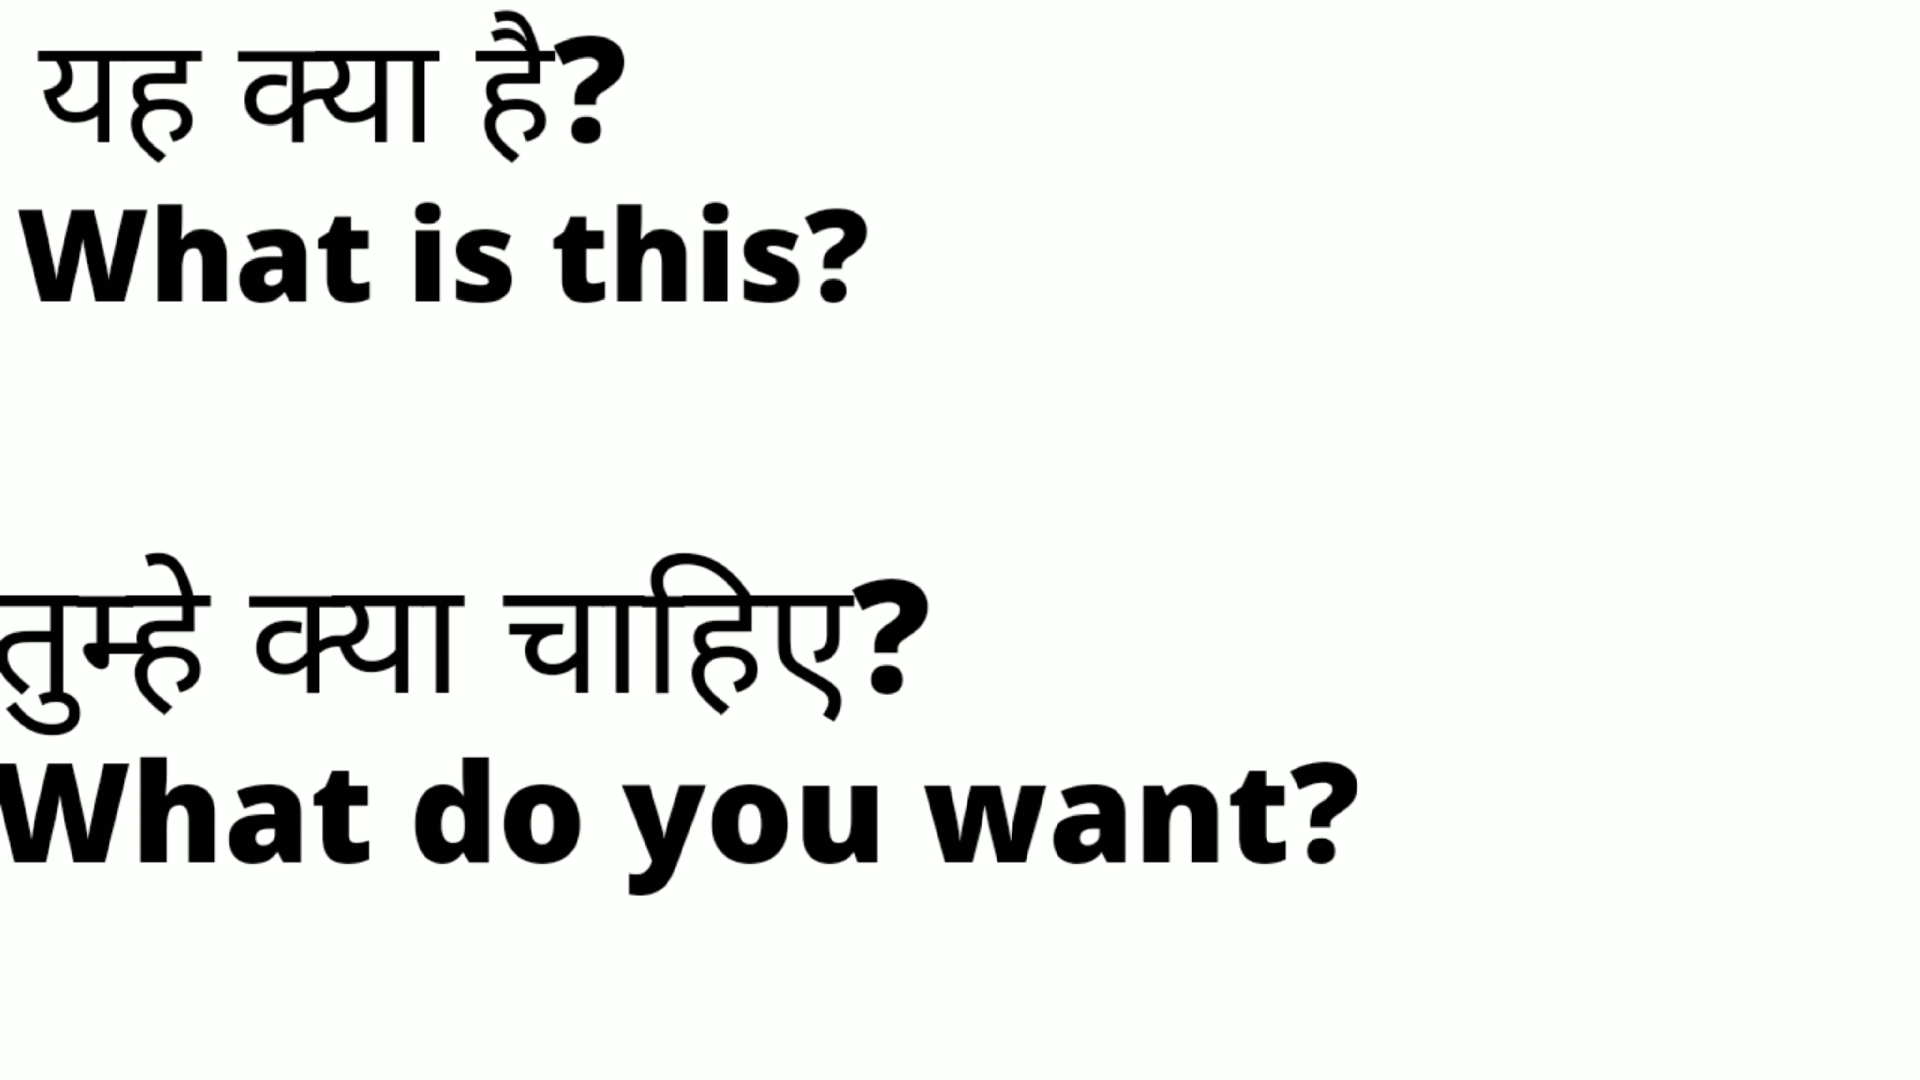 यह क्या है?
What is this?
तुम्हे क्या चाहिए?
What do you want?